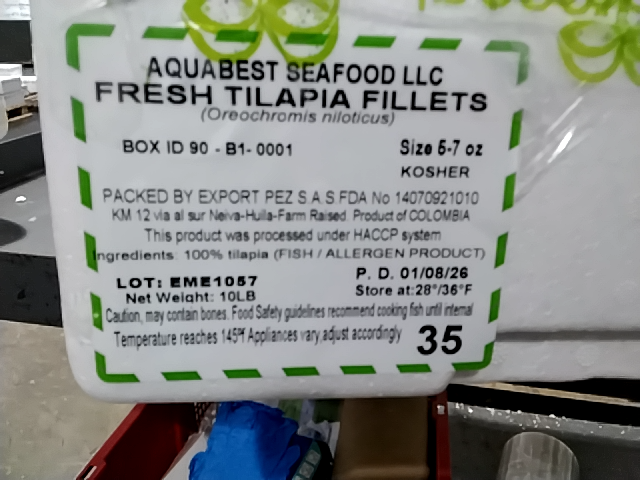 AQUABEST SEAFOOD LLC
FRESH TILAPIA FILLETS
(Oreochromis niloticus)
BOX ID 90 - B1- 0001
Size 5-7 oz
KOSHER
PACKED BY EXPORT PEZ S.A.S.FDA No 14070921010
KM 12 via al sur Neiva-Huila-Farm Raised. Product of COLOMBIA
This product was processed under HACCP system
Ingredients: 100% tilapia (FISH / ALLERGEN PRODUCT)
LOT: EME1057
P. D. 01/08/26
Net Weight: 10LB
Store at:28°/36°F
Caution, may contain bones. Food Safety guidelines recommend cooking fish until internal
Temperature reaches 145°F Appliances vary,adjust accordingly
35